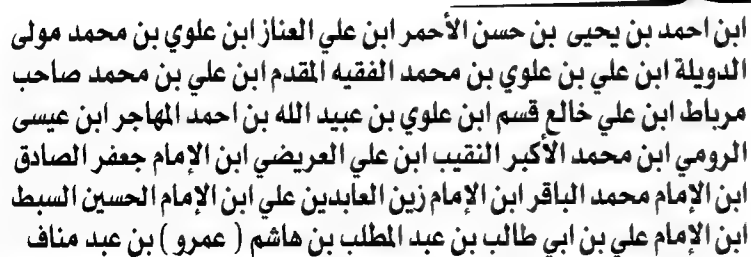 ابن احمد بن يحيى بن حسن الأحمر ابن علي العناز ابن علوي بن محمد مولى
الدويلة ابن علي بن علوي بن محمد الفقيه المقدم ابن علي بن محمد صاحب
مرباط ابن علي خالع قسم ابن علوي بن عبيد الله بن احمد المهاجر ابن عيسى
الرومي ابن محمد الأكبر النقيب ابن علي العريضي ابن الإمام جعفر الصادق
ابن الإمام محمد الباقر ابن الإمام زين العابدين علي ابن الإمام الحسين السبط
ابن الإمام علي بن ابي طالب بن عبد المطلب بن هاشم ( عمرو ) بن عبد مناف